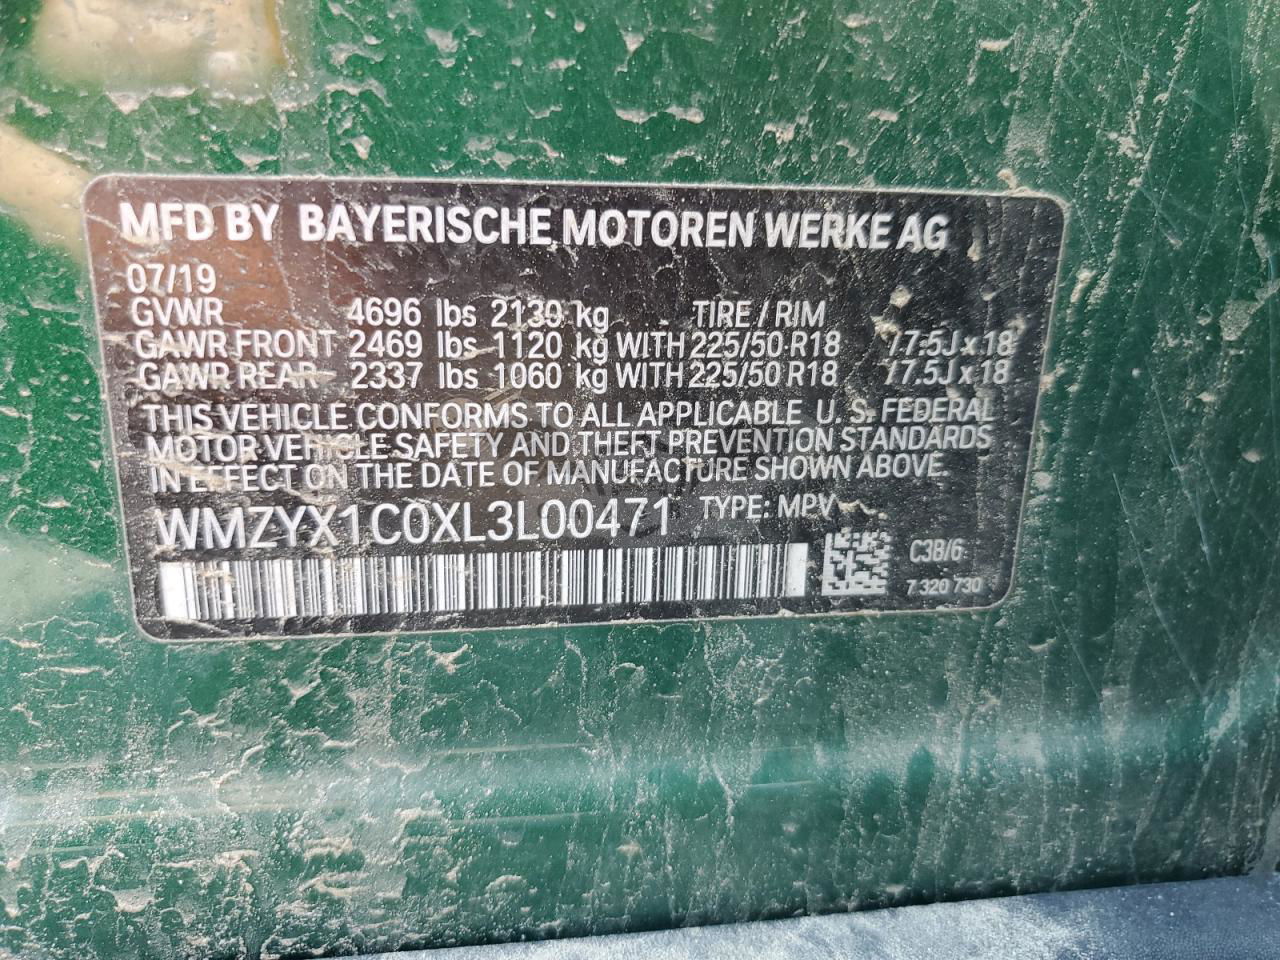 MFD BY BAYERISCHE MOTOREN WERKE AG
07/19
GVWR 4696 lbs 2130 kg TIRE / RIM
GAWR FRONT 2469 lbs 1120 kg WITH 225/50 R18 / 7.5J x 18
GAWR REAR 2337 lbs 1060 kg WITH 225/50 R18 / 7.5J x 18
THIS VEHICLE CONFORMS TO ALL APPLICABLE U. S. FEDERAL
MOTOR VEHICLE SAFETY AND THEFT PREVENTION STANDARDS
IN EFFECT ON THE DATE OF MANUFACTURE SHOWN ABOVE
WMZYX1C0XL3L00471 TYPE: MPV
C3B/6
7 320 730